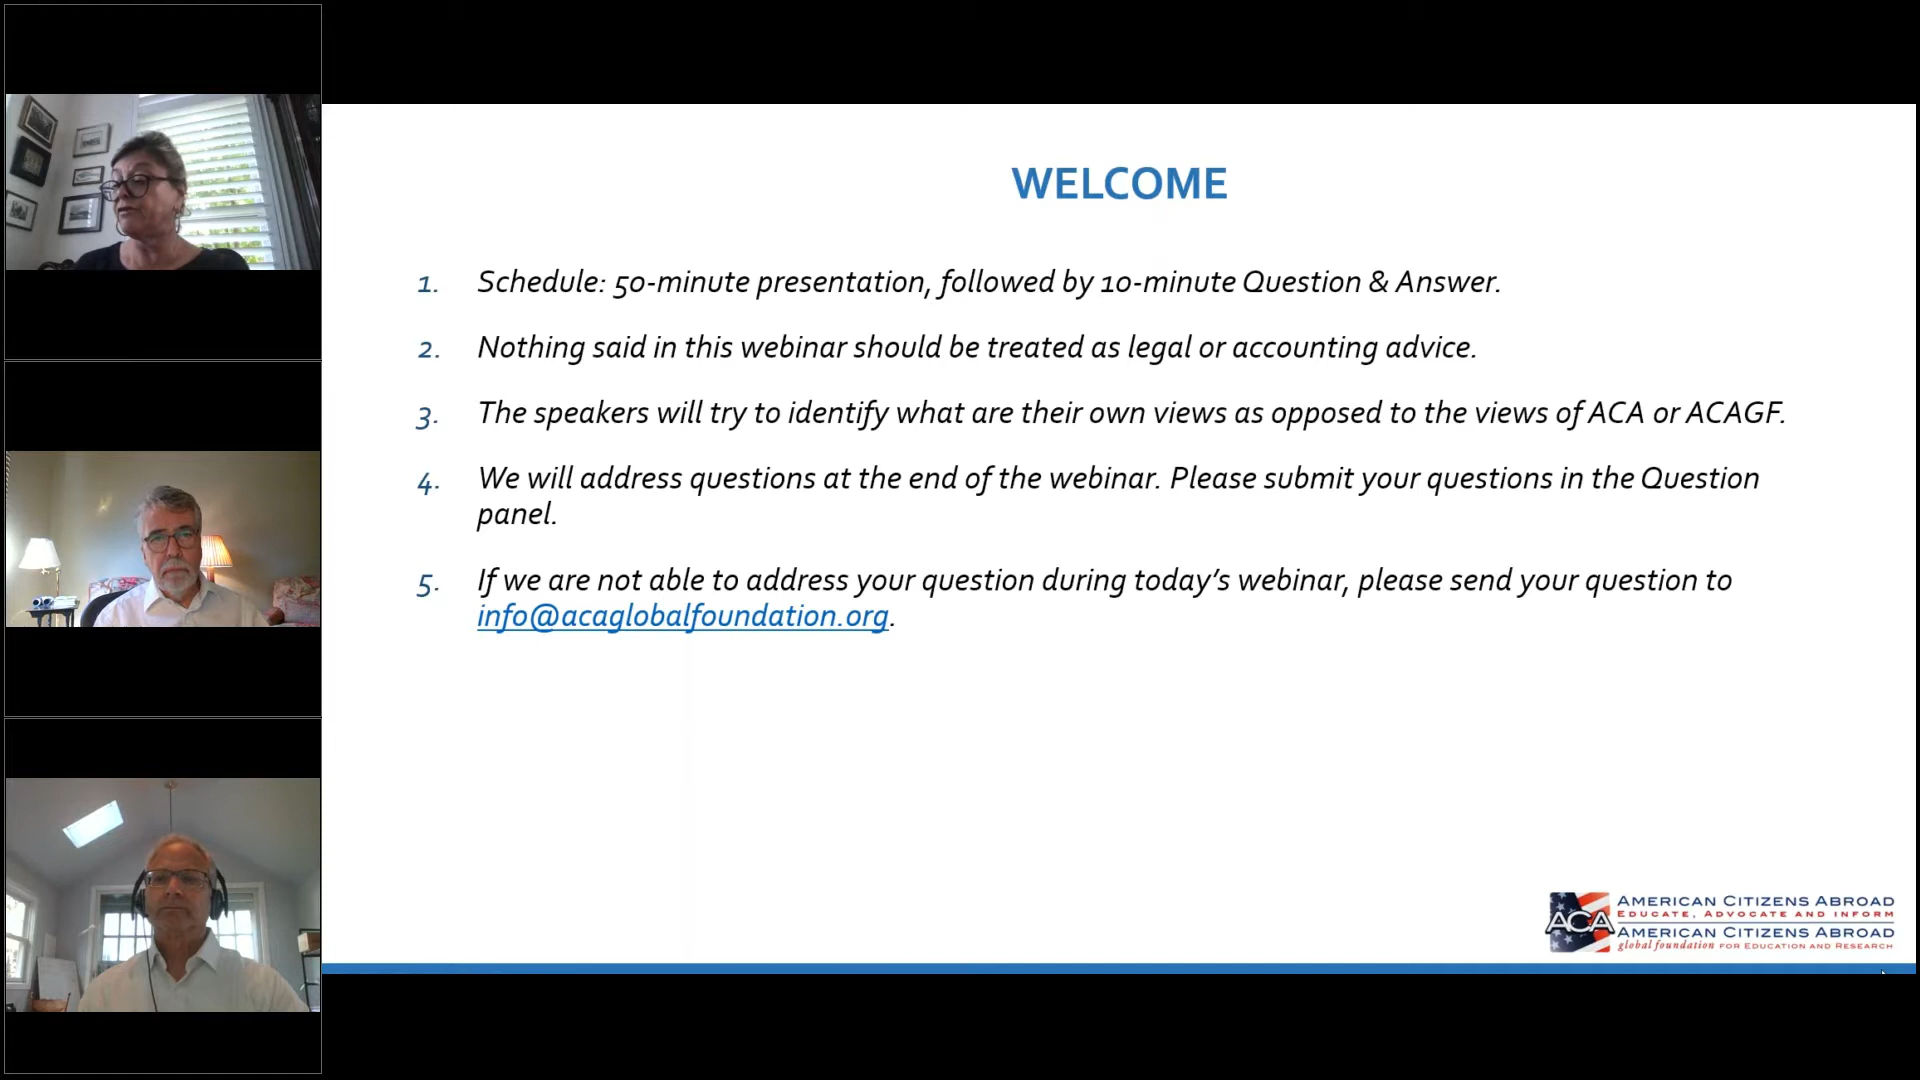 WELCOME
1. Schedule: 50-minute presentation, followed by 10-minute Question & Answer.
2. Nothing said in this webinar should be treated as legal or accounting advice.
3. The speakers will try to identify what are their own views as opposed to the views of ACA or ACAGF.
4. We will address questions at the end of the webinar. Please submit your questions in the Question
panel.
5. If we are not able to address your question during today’s webinar, please send your question to
info@acaglobalfoundation.org.
ACA
AMERICAN CITIZENS ABROAD
EDUCATE, ADVOCATE AND INFORM
AMERICAN CITIZENS ABROAD
global foundation FOR EDUCATION AND RESEARCH